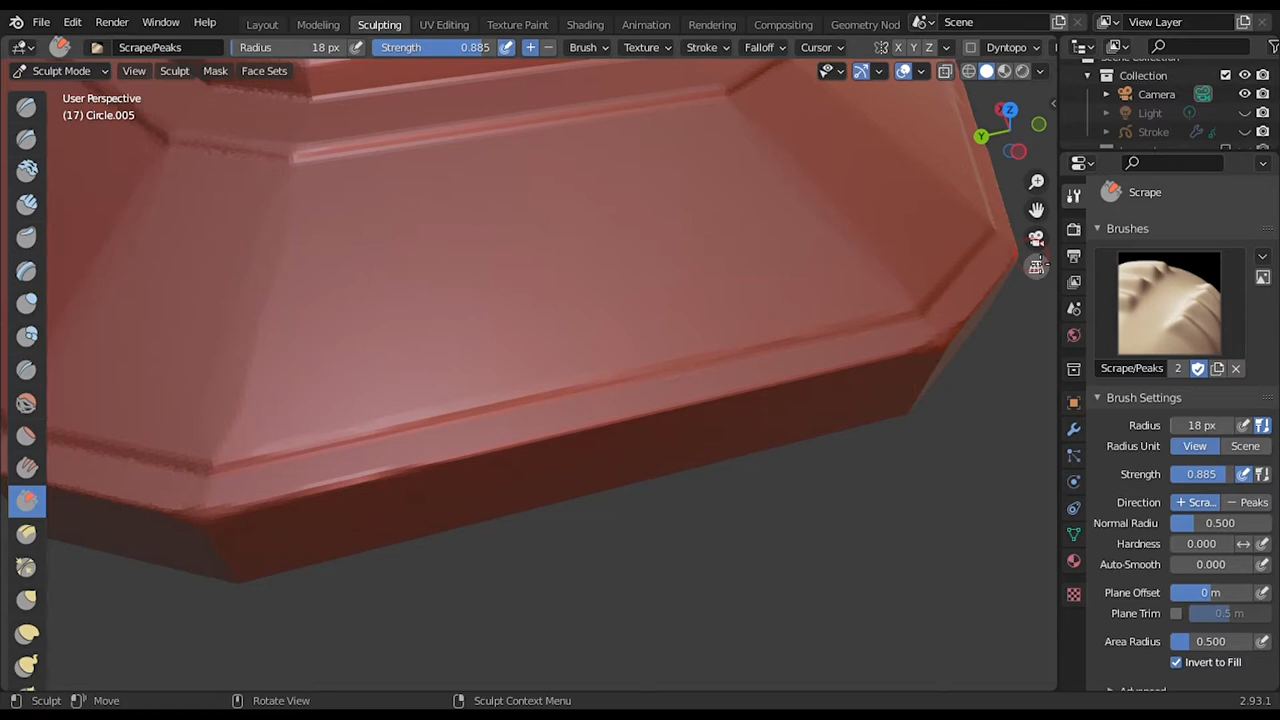 File Edit Render Window Help Layout Modeling Sculpting UV Editing Texture Paint Shading Animation Rendering Compositing Geometry Nod Scene View Layer
Scrape/Peaks Radius 18 px Strength 0.885 Brush Texture Stroke Falloff Cursor X Y Z Dyntopo
Sculpt Mode View Sculpt Mask Face Sets
User Perspective
(17) Circle.005
Z
Y
Collection
Camera
Light
Stroke
Scrape
Brushes
Scrape/Peaks 2
Brush Settings
Radius 18 px
Radius Unit View Scene
Strength 0.885
Direction + Scra... − Peaks
Normal Radiu 0.500
Hardness 0.000
Auto-Smooth 0.000
Plane Offset 0 m
Plane Trim 0.5 m
Area Radius 0.500
Invert to Fill
Sculpt Move Rotate View Sculpt Context Menu 2.93.1